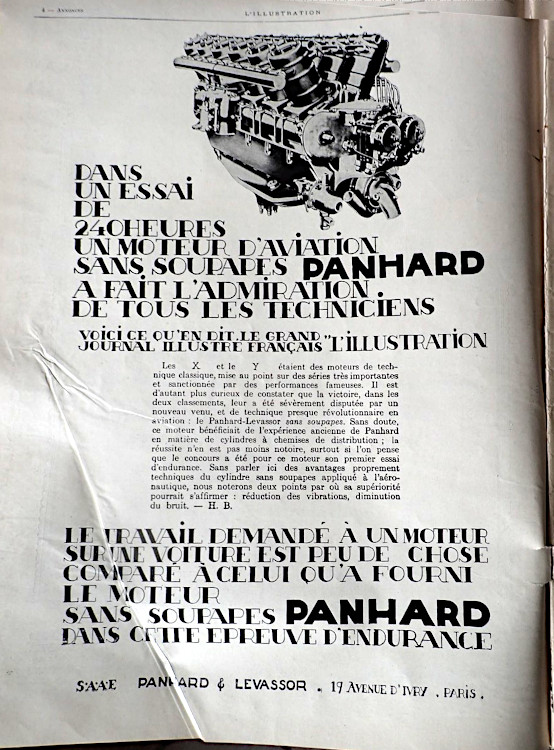 4 — Annonces
L'ILLUSTRATION
DANS
UN ESSAI
DE
240HEURES
UN MOTEUR D'AVIATION
SANS SOUPAPES PANHARD
A FAIT L'ADMIRATION
DE TOUS LES TECHNICIENS
VOICI CE QU'EN DIT LE GRAND
JOURNAL ILLUSTRE FRANÇAIS "L'ILLUSTRATION
Les X et le Y étaient des moteurs de tech-
nique classique, mise au point sur des séries très importantes
et sanctionnée par des performances fameuses. Il est
d'autant plus curieux de constater que la victoire, dans les
deux classements, leur a été sévèrement disputée par un
nouveau venu, et de technique presque révolutionnaire en
aviation : le Panhard-Levassor sans soupapes. Sans doute,
ce moteur bénéficiait de l'expérience ancienne de Panhard
en matière de cylindres à chemises de distribution ; la
réussite n'en est pas moins notoire, surtout si l'on pense
que le concours a été pour ce moteur son premier essai
d'endurance. Sans parler ici des avantages proprement
techniques du cylindre sans soupapes appliqué à l'aéro-
nautique, nous noterons deux points par où sa supériorité
pourrait s'affirmer : réduction des vibrations, diminution
du bruit. — H. B.
LE TRAVAIL DEMANDÉ À UN MOTEUR
SUR UNE VOITURE EST PEU DE CHOSE
COMPARÉ À CELUI QU'A FOURNI
LE MOTEUR
SANS SOUPAPES PANHARD
DANS CETTE EPREUVE D'ENDURANCE
S.A.A.E PANHARD & LEVASSOR . 19 AVENUE D'IVRY . PARIS .